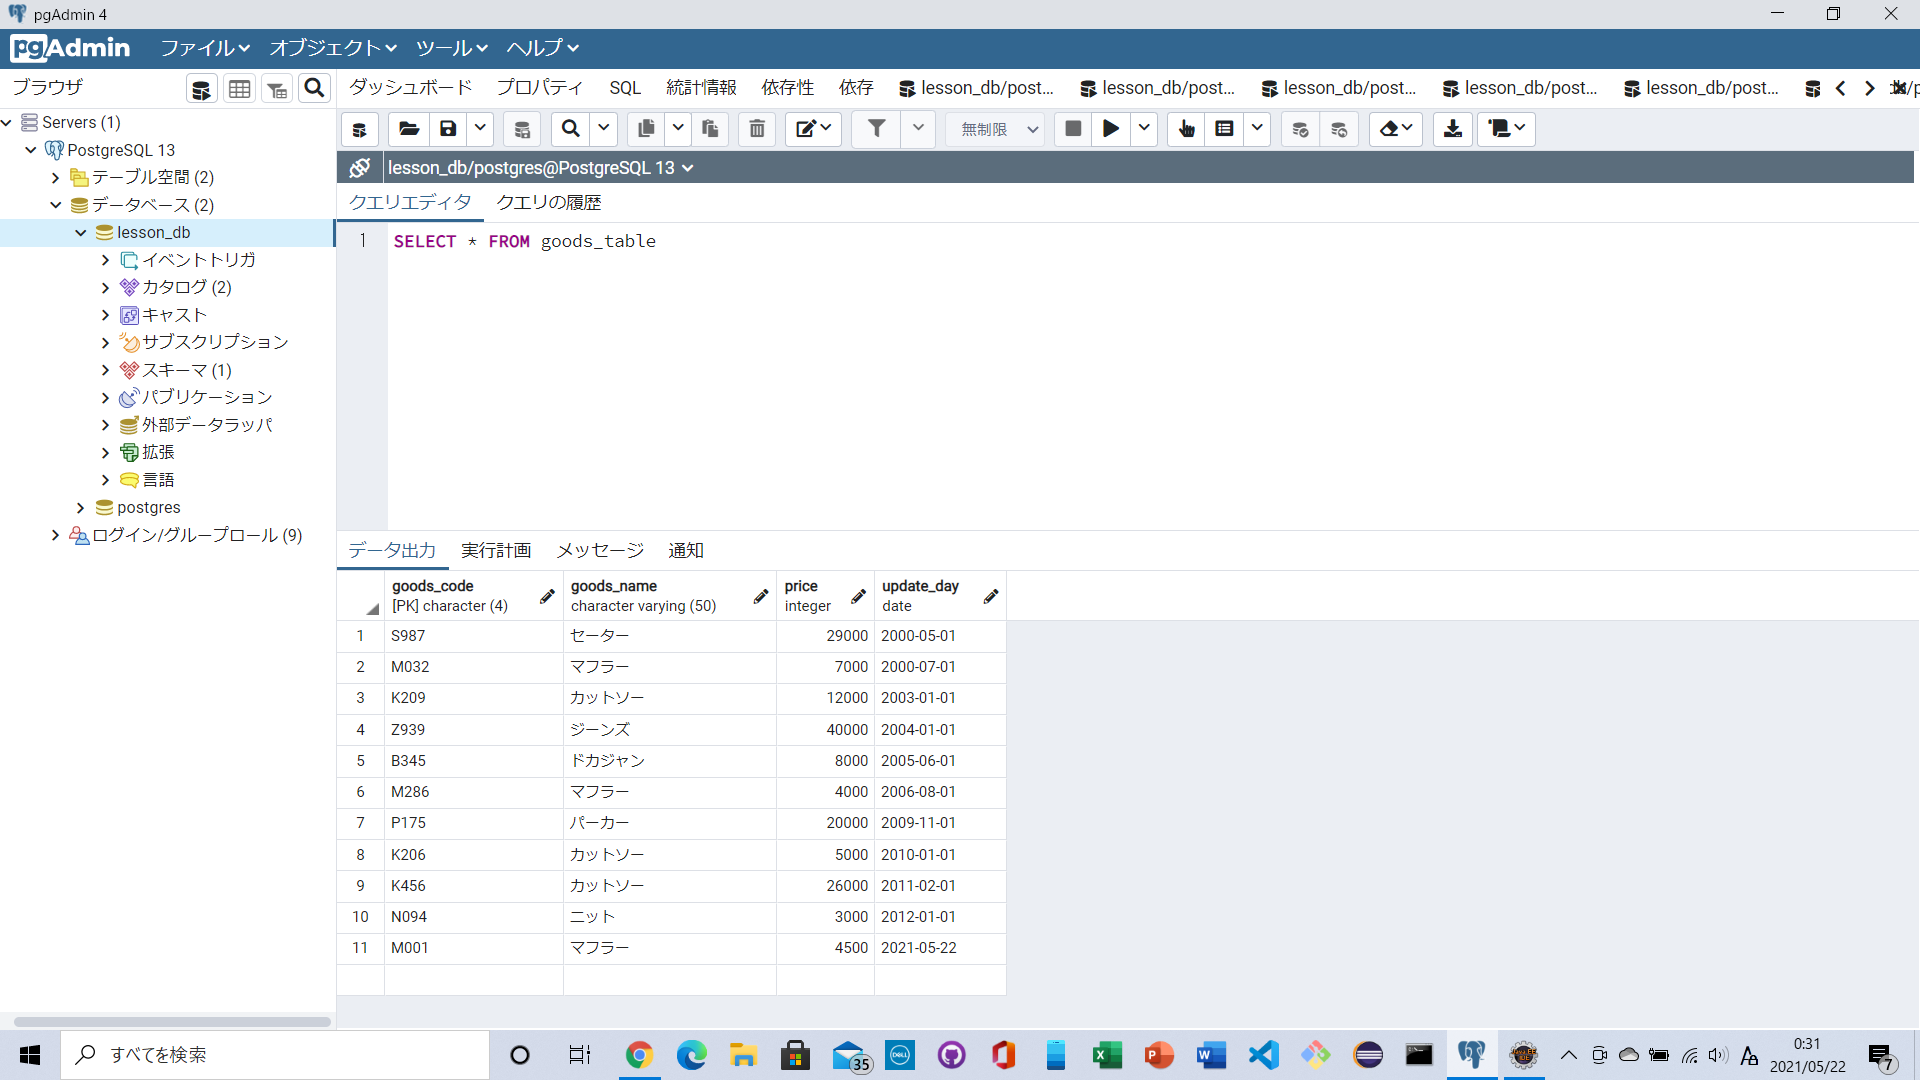 pgAdmin 4
pgAdmin ファイル オブジェクト ツール ヘルプ
ブラウザ
ダッシュボード プロパティ SQL 統計情報 依存性 依存 lesson_db/post... lesson_db/post... lesson_db/post... lesson_db/post... lesson_db/post...
無制限
lesson_db/postgres@PostgreSQL 13
クエリエディタ クエリの履歴
1 SELECT * FROM goods_table
Servers (1)
PostgreSQL 13
テーブル空間 (2)
データベース (2)
lesson_db
イベントトリガ
カタログ (2)
キャスト
サブスクリプション
スキーマ (1)
パブリケーション
外部データラッパ
拡張
言語
postgres
ログイン/グループロール (9)
データ出力 実行計画 メッセージ 通知
goods_code goods_name price update_day
[PK] character (4) character varying (50) integer date
1 S987 セーター 29000 2000-05-01
2 M032 マフラー 7000 2000-07-01
3 K209 カットソー 12000 2003-01-01
4 Z939 ジーンズ 40000 2004-01-01
5 B345 ドカジャン 8000 2005-06-01
6 M286 マフラー 4000 2006-08-01
7 P175 パーカー 20000 2009-11-01
8 K206 カットソー 5000 2010-01-01
9 K456 カットソー 26000 2011-02-01
10 N094 ニット 3000 2012-01-01
11 M001 マフラー 4500 2021-05-22
すべてを検索
35
DELL
0:31
2021/05/22
7